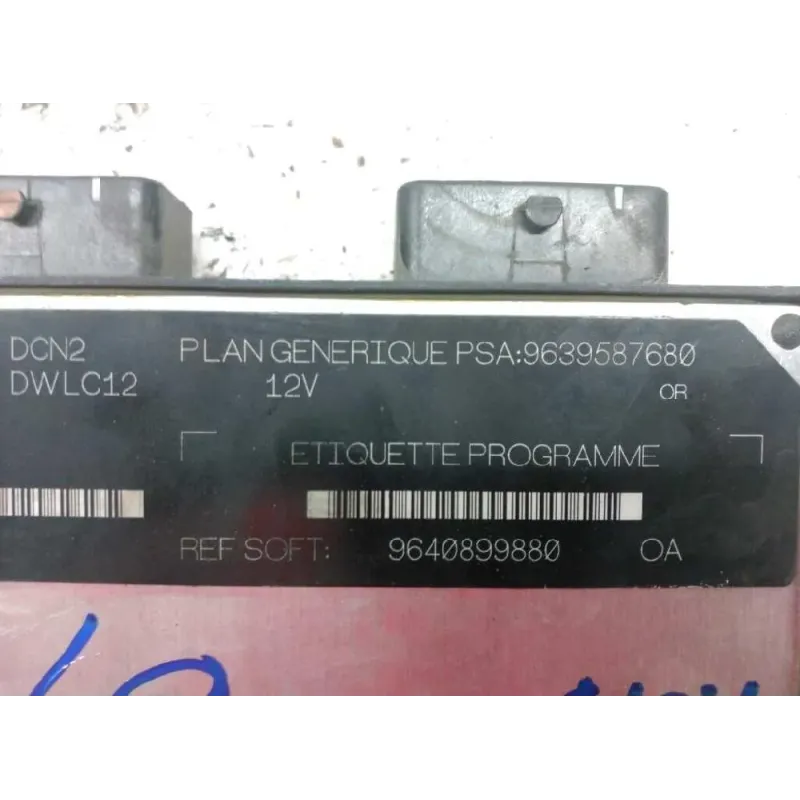 DCN2 PLAN GENERIQUE PSA:9639587680
DWLC12 12V OR
ETIQUETTE PROGRAMME
REF SOFT: 9640899880 OA